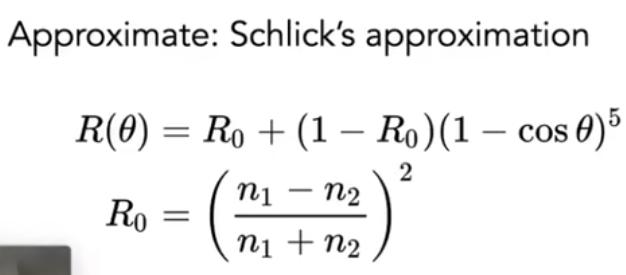 Approximate: Schlick's approximation
R(θ) = R₀ + (1 − R₀)(1 − cos θ)⁵
R₀ = ((n₁ − n₂)/(n₁ + n₂))²